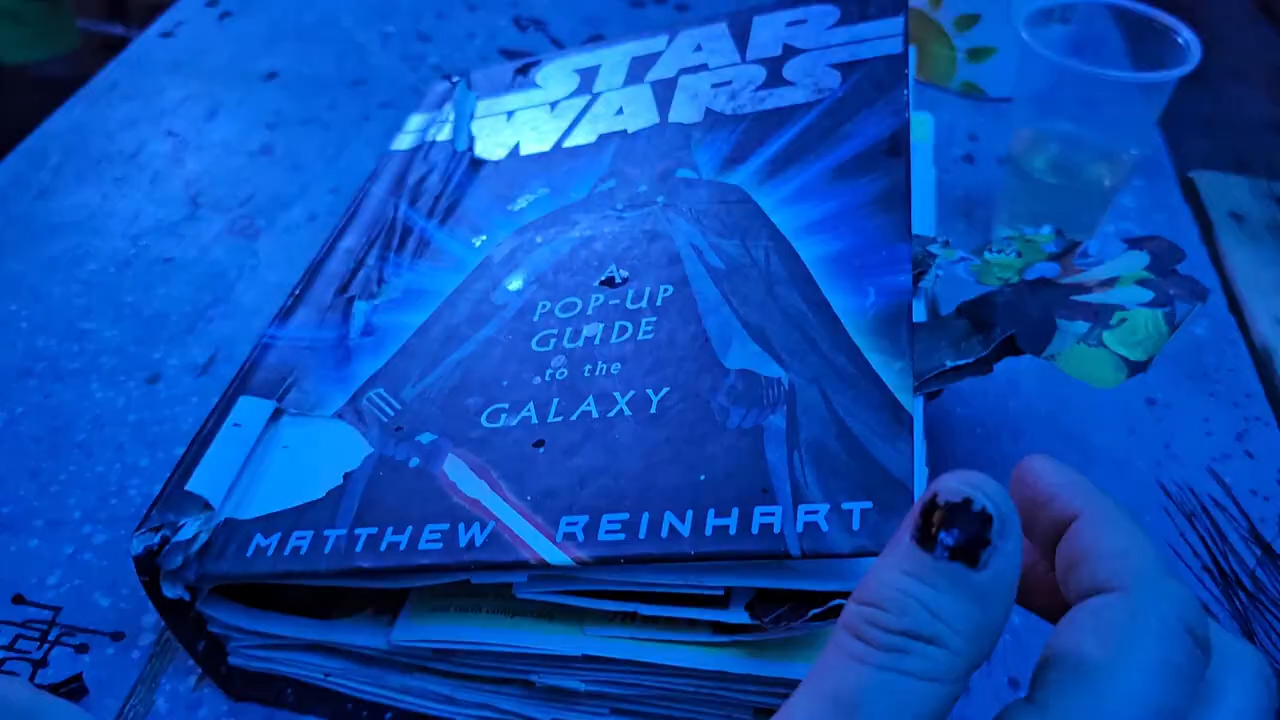 STAR
WARS
A
POP-UP
GUIDE
to the
GALAXY
MATTHEW REINHART